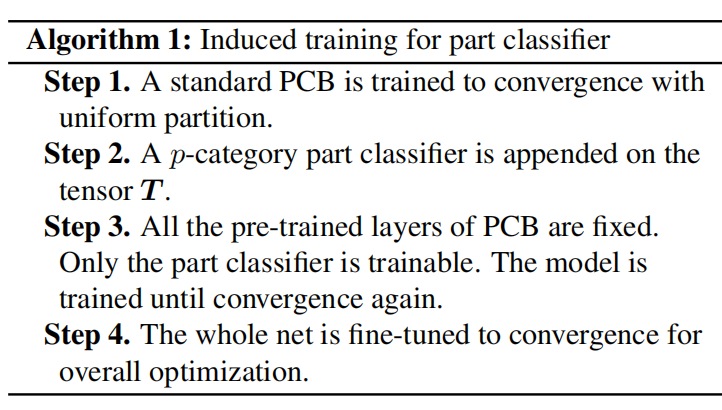 Algorithm 1: Induced training for part classifier
Step 1. A standard PCB is trained to convergence with
uniform partition.
Step 2. A p-category part classifier is appended on the
tensor T.
Step 3. All the pre-trained layers of PCB are fixed.
Only the part classifier is trainable. The model is
trained until convergence again.
Step 4. The whole net is fine-tuned to convergence for
overall optimization.